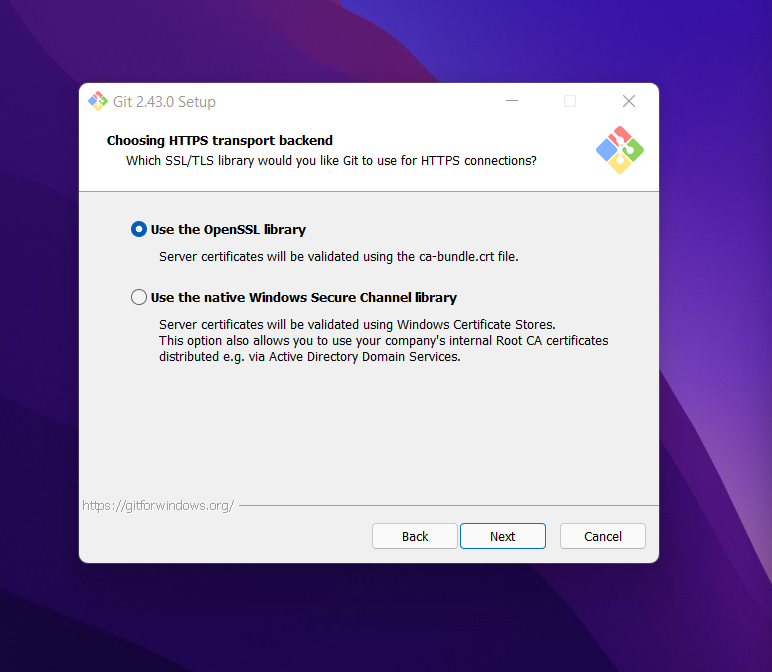 Git 2.43.0 Setup
Choosing HTTPS transport backend
Which SSL/TLS library would you like Git to use for HTTPS connections?
Use the OpenSSL library
Server certificates will be validated using the ca-bundle.crt file.
Use the native Windows Secure Channel library
Server certificates will be validated using Windows Certificate Stores.
This option also allows you to use your company's internal Root CA certificates
distributed e.g. via Active Directory Domain Services.
https://gitforwindows.org/
Back Next Cancel